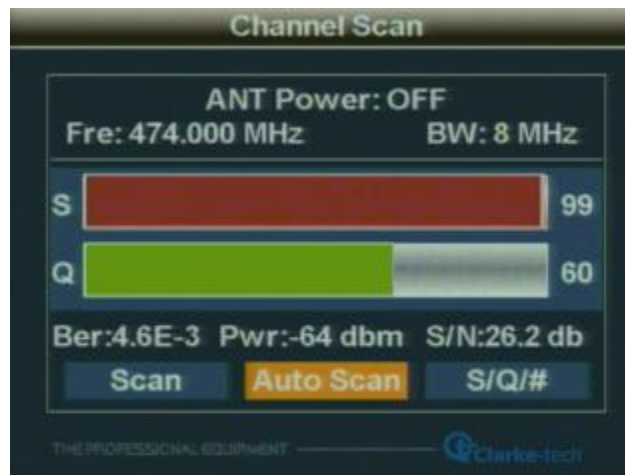 Channel Scan
ANT Power: OFF
Fre: 474.000 MHz BW: 8 MHz
S 99
Q 60
Ber:4.6E-3 Pwr:-64 dbm S/N:26.2 db
Scan Auto Scan S/Q/#
THE PROFESSIONAL EQUIPMENT Clarke-tech